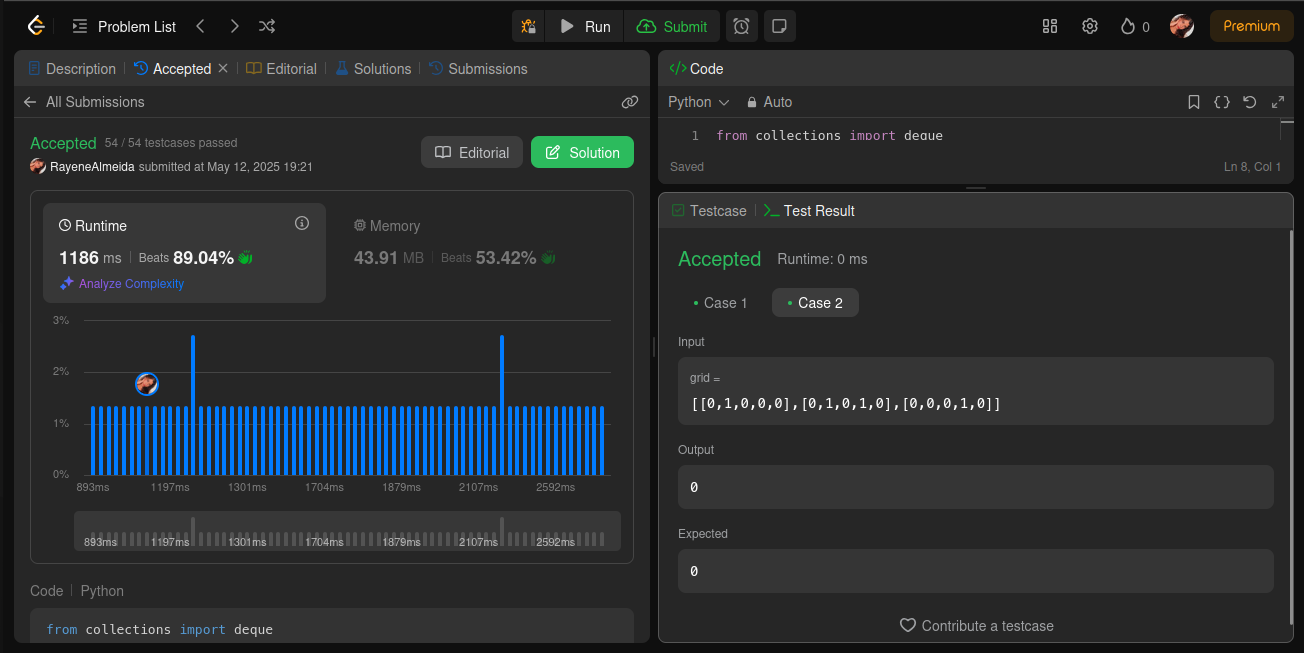 Problem List
Run
Submit
0
Premium
Description
Accepted
Editorial
Solutions
Submissions
All Submissions
Accepted 54 / 54 testcases passed
RayeneAlmeida submitted at May 12, 2025 19:21
Editorial
Solution
Runtime
1186 ms Beats 89.04%
Analyze Complexity
Memory
43.91 MB Beats 53.42%
3%
2%
1%
0%
893ms 1197ms 1301ms 1704ms 1879ms 2107ms 2592ms
893ms 1197ms 1301ms 1704ms 1879ms 2107ms 2592ms
Code Python
from collections import deque
Code
Python Auto
1 from collections import deque
Saved Ln 8, Col 1
Testcase Test Result
Accepted Runtime: 0 ms
Case 1 Case 2
Input
grid =
[[0,1,0,0,0],[0,1,0,1,0],[0,0,0,1,0]]
Output
0
Expected
0
Contribute a testcase